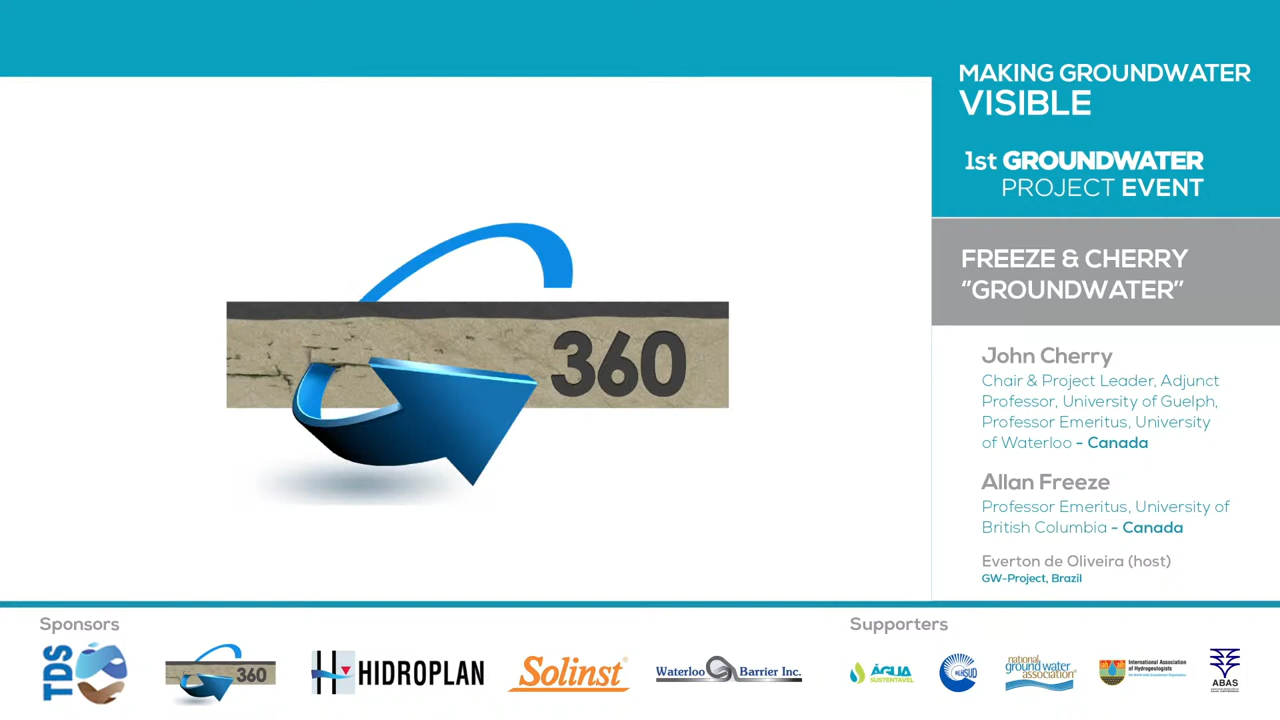 MAKING GROUNDWATER
VISIBLE
1st GROUNDWATER
PROJECT EVENT
360
FREEZE & CHERRY
“GROUNDWATER”
John Cherry
Chair & Project Leader, Adjunct
Professor, University of Guelph,
Professor Emeritus, University
of Waterloo - Canada
Allan Freeze
Professor Emeritus, University of
British Columbia - Canada
Everton de Oliveira (host)
GW-Project, Brazil
Sponsors
Supporters
TDS
360
HIDROPLAN
Solinst®
Waterloo Barrier Inc.
ÁGUA
SUSTENTÁVEL
national
ground water
association
International Association
of Hydrogeologists
ABAS